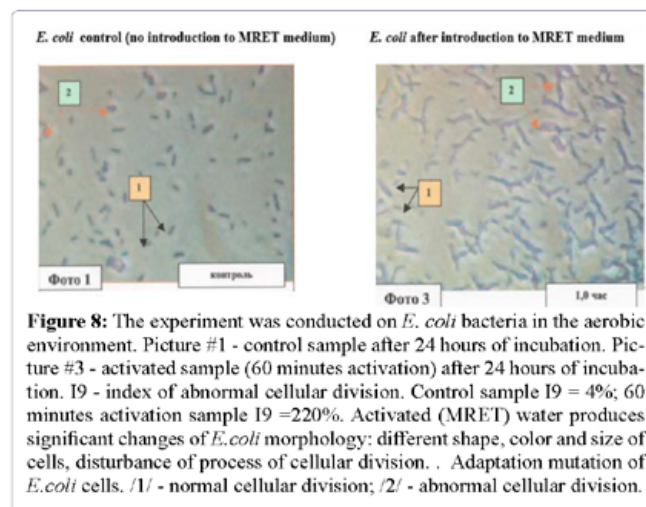 E. coli control (no introduction to MRET medium)
E. coli after introduction to MRET medium
2
1
Фото 1
контроль
2
1
Фото 3
1,0 час
Figure 8: The experiment was conducted on E. coli bacteria in the aerobic
environment. Picture #1 - control sample after 24 hours of incubation. Pic-
ture #3 - activated sample (60 minutes activation) after 24 hours of incuba-
tion. I9 - index of abnormal cellular division. Control sample I9 = 4%; 60
minutes activation sample I9 =220%. Activated (MRET) water produces
significant changes of E.coli morphology: different shape, color and size of
cells, disturbance of process of cellular division. . Adaptation mutation of
E.coli cells. /1/ - normal cellular division; /2/ - abnormal cellular division.